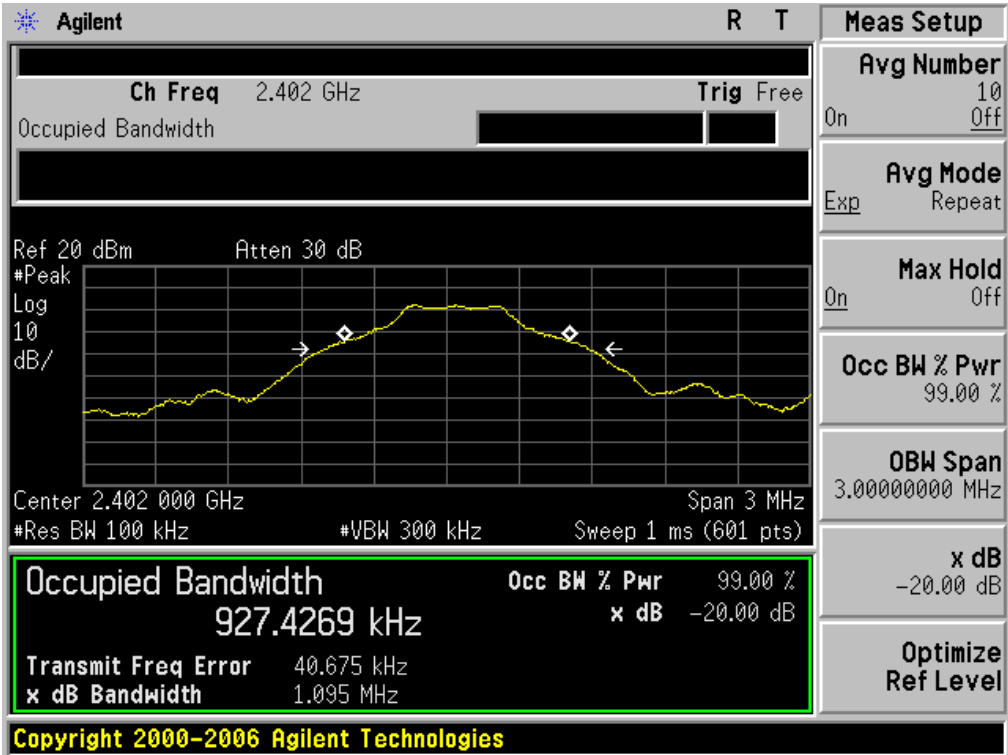 Agilent R T
Ch Freq 2.402 GHz Trig Free
Occupied Bandwidth
Ref 20 dBm Atten 30 dB
#Peak
Log
10
dB/
Center 2.402 000 GHz Span 3 MHz
#Res BW 100 kHz #VBW 300 kHz Sweep 1 ms (601 pts)
Occupied Bandwidth Occ BW % Pwr 99.00 %
927.4269 kHz x dB -20.00 dB
Transmit Freq Error 40.675 kHz
x dB Bandwidth 1.095 MHz
Copyright 2000-2006 Agilent Technologies
Meas Setup
Avg Number
10
On Off
Avg Mode
Exp Repeat
Max Hold
On Off
Occ BW % Pwr
99.00 %
OBW Span
3.00000000 MHz
x dB
-20.00 dB
Optimize
Ref Level